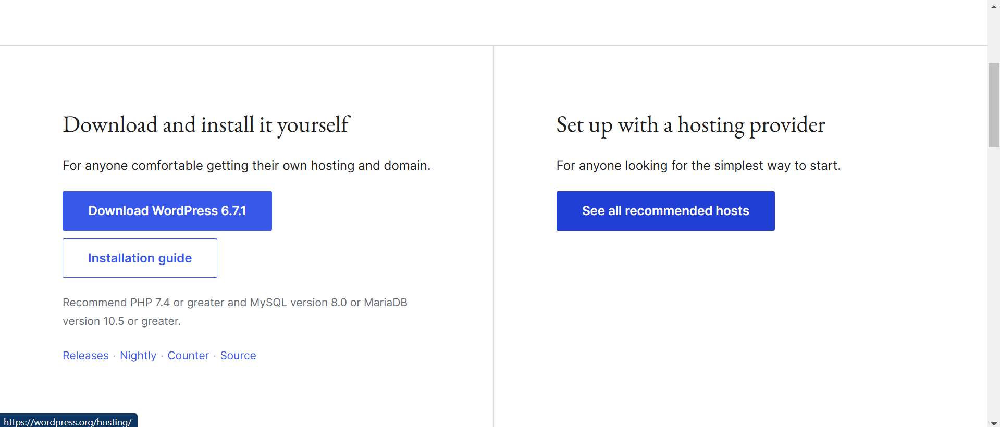 Download and install it yourself
For anyone comfortable getting their own hosting and domain.
Download WordPress 6.7.1
Installation guide
Recommend PHP 7.4 or greater and MySQL version 8.0 or MariaDB
version 10.5 or greater.
Releases · Nightly · Counter · Source
Set up with a hosting provider
For anyone looking for the simplest way to start.
See all recommended hosts
https://wordpress.org/hosting/